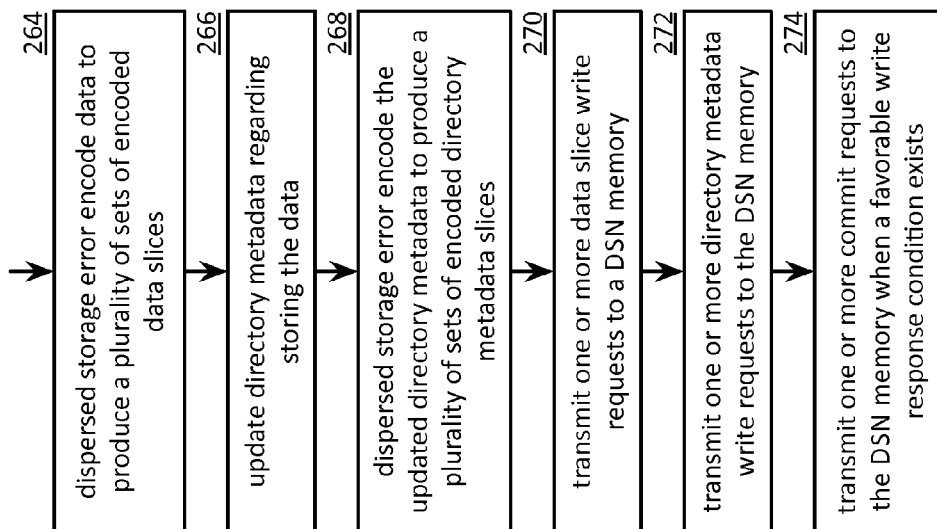 264
dispersed storage error encode data to
produce a plurality of sets of encoded
data slices
266
update directory metadata regarding
storing the data
268
dispersed storage error encode the
updated directory metadata to produce a
plurality of sets of encoded directory
metadata slices
270
transmit one or more data slice write
requests to a DSN memory
272
transmit one or more directory metadata
write requests to the DSN memory
274
transmit one or more commit requests to
the DSN memory when a favorable write
response condition exists